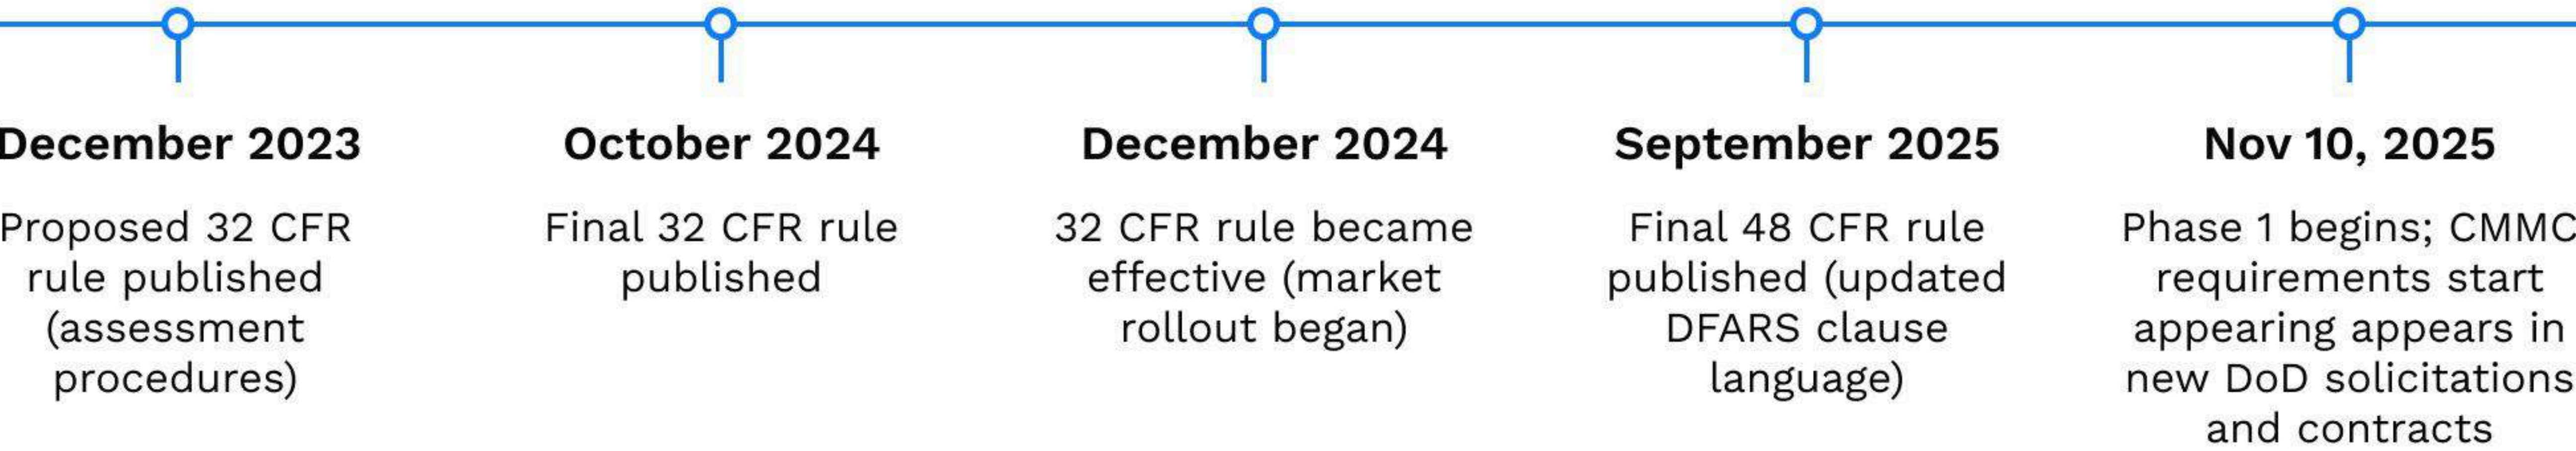 December 2023
Proposed 32 CFR
rule published
(assessment
procedures)
October 2024
Final 32 CFR rule
published
December 2024
32 CFR rule became
effective (market
rollout began)
September 2025
Final 48 CFR rule
published (updated
DFARS clause
language)
Nov 10, 2025
Phase 1 begins; CMMC
requirements start
appearing appears in
new DoD solicitations
and contracts